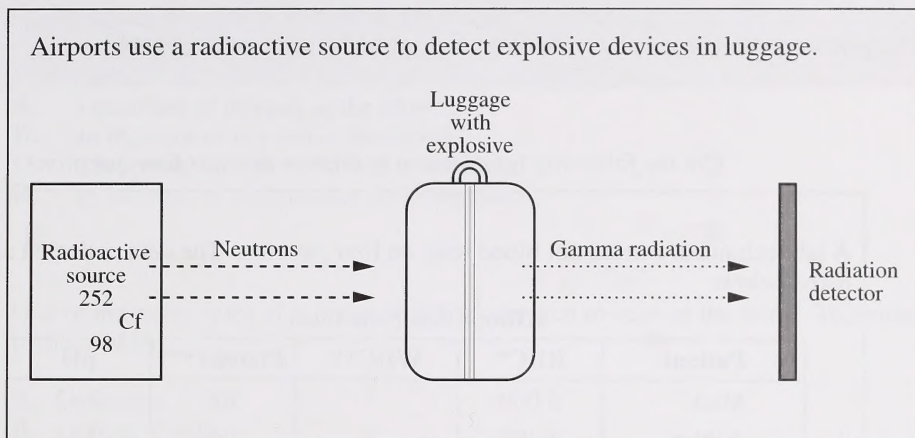 Airports use a radioactive source to detect explosive devices in luggage.
Luggage
with
explosive
Radioactive
source
252
Cf
98
Neutrons
Gamma radiation
Radiation
detector